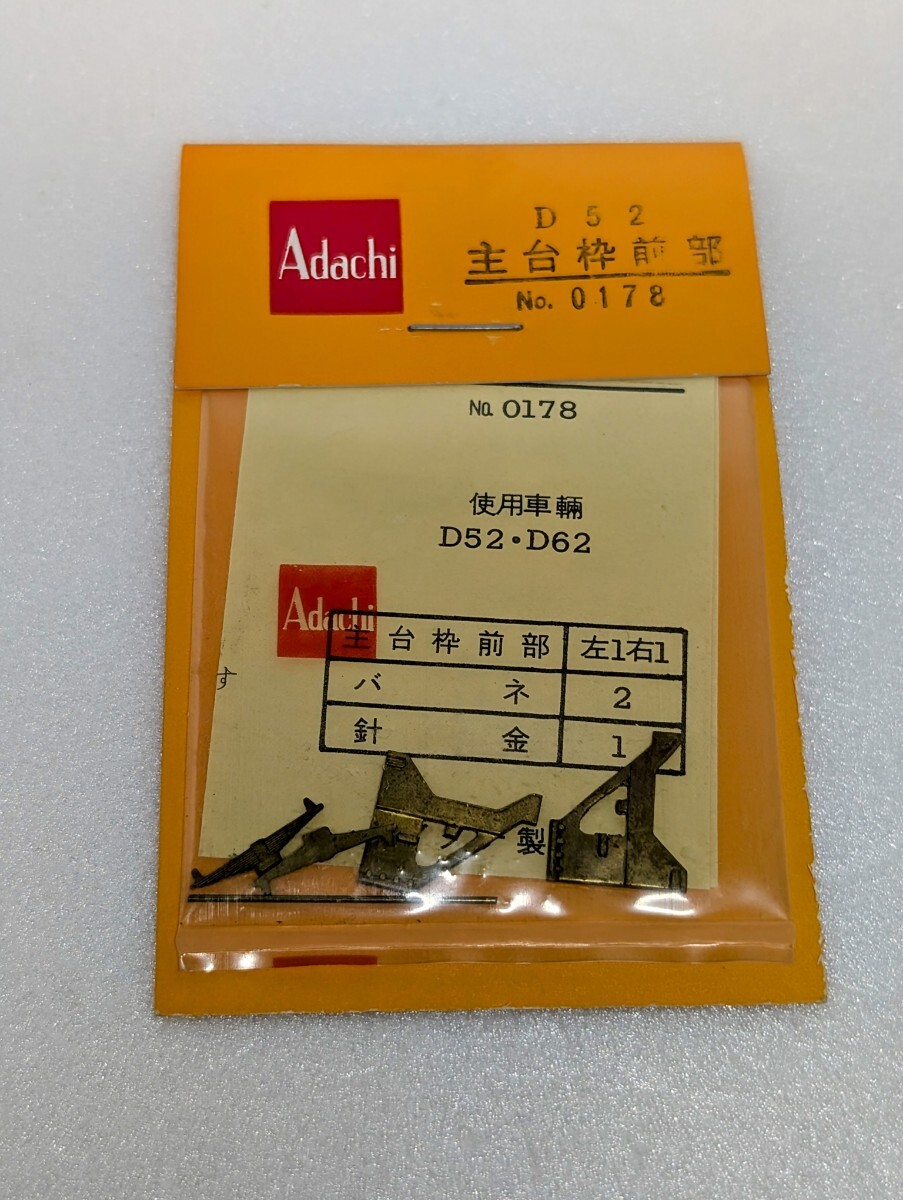 Adachi
D52
主台枠前部
No. 0178
No. 0178
使用車輛
D52・D62
Adachi
主台枠前部 左1右1
す
バネ 2
針金 1
製